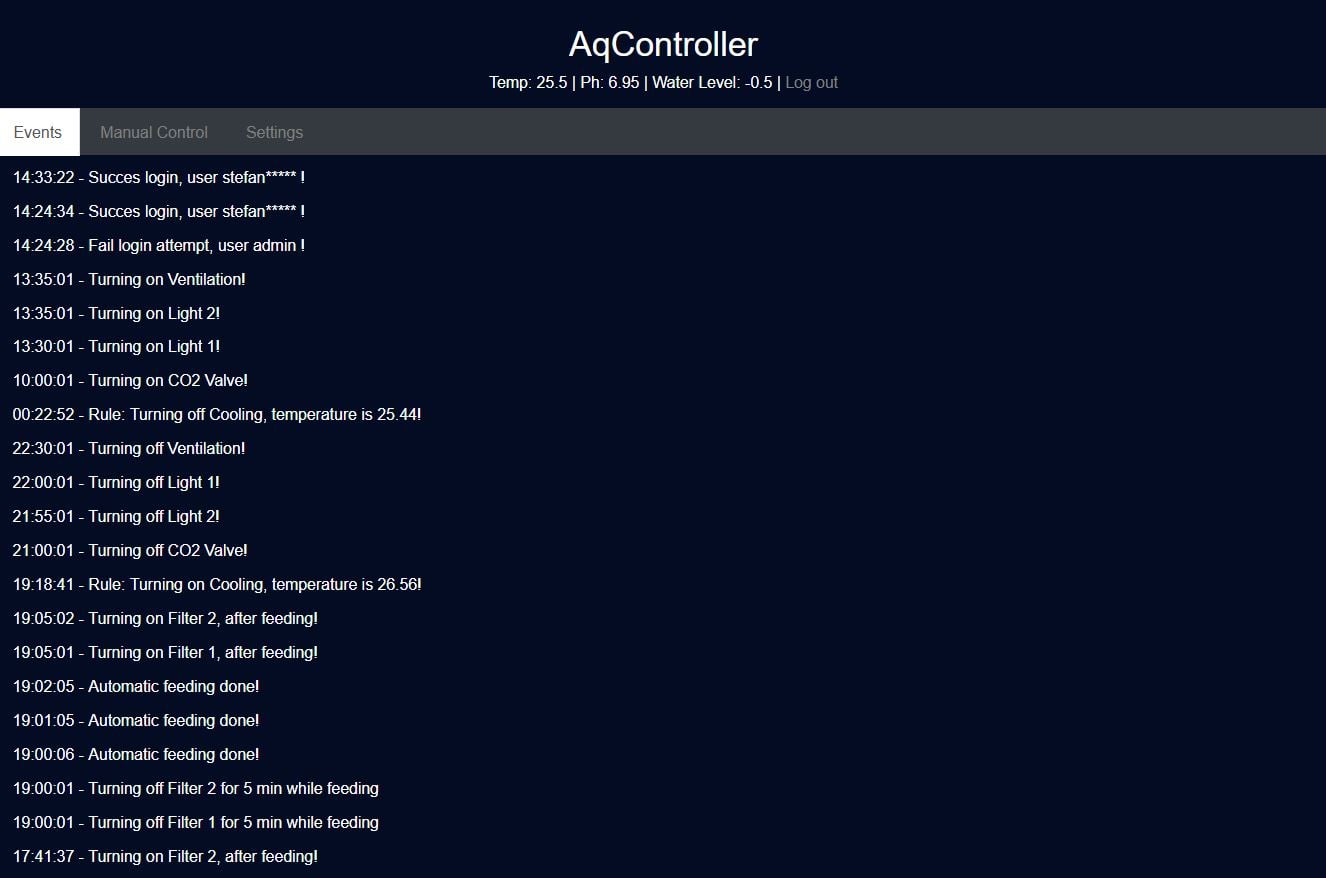 AqController
Temp: 25.5 | Ph: 6.95 | Water Level: -0.5 | Log out
Events Manual Control Settings
14:33:22 - Succes login, user stefan***** !
14:24:34 - Succes login, user stefan***** !
14:24:28 - Fail login attempt, user admin !
13:35:01 - Turning on Ventilation!
13:35:01 - Turning on Light 2!
13:30:01 - Turning on Light 1!
10:00:01 - Turning on CO2 Valve!
00:22:52 - Rule: Turning off Cooling, temperature is 25.44!
22:30:01 - Turning off Ventilation!
22:00:01 - Turning off Light 1!
21:55:01 - Turning off Light 2!
21:00:01 - Turning off CO2 Valve!
19:18:41 - Rule: Turning on Cooling, temperature is 26.56!
19:05:02 - Turning on Filter 2, after feeding!
19:05:01 - Turning on Filter 1, after feeding!
19:02:05 - Automatic feeding done!
19:01:05 - Automatic feeding done!
19:00:06 - Automatic feeding done!
19:00:01 - Turning off Filter 2 for 5 min while feeding
19:00:01 - Turning off Filter 1 for 5 min while feeding
17:41:37 - Turning on Filter 2, after feeding!